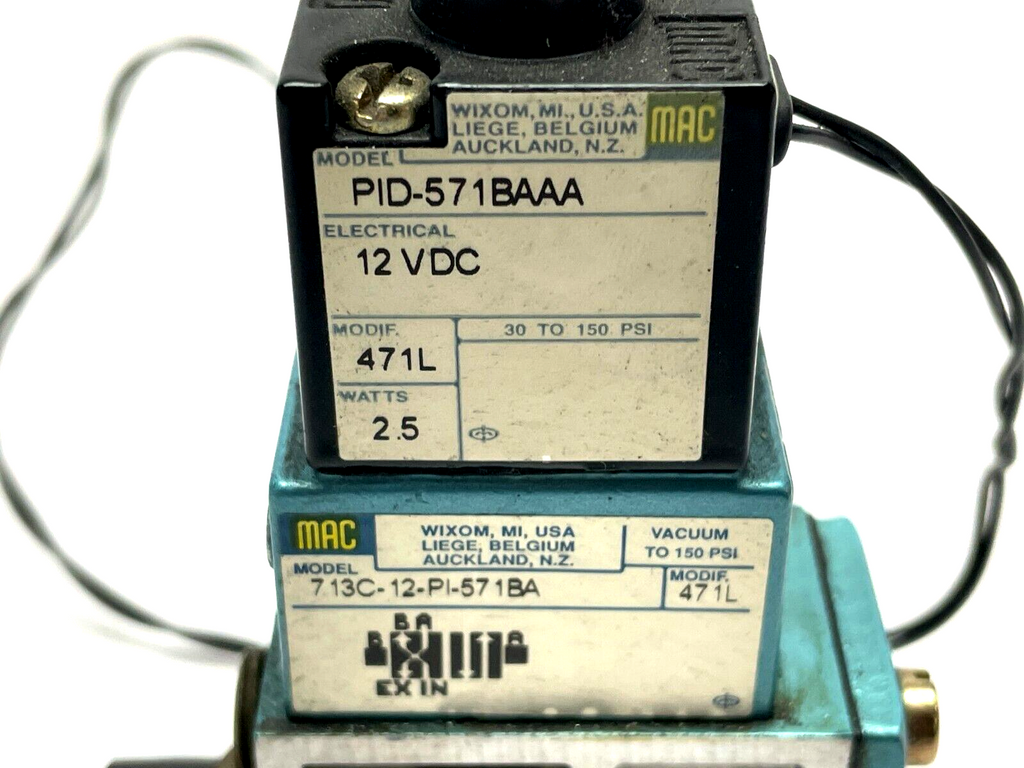 WIXOM, MI., U.S.A.
LIEGE, BELGIUM
AUCKLAND, N.Z.
MAC
MODEL
PID-571BAAA
ELECTRICAL
12 VDC
MODIF.
30 TO 150 PSI
471L
WATTS
2.5
MAC
WIXOM, MI, USA
LIEGE, BELGIUM
AUCKLAND, N.Z.
VACUUM
TO 150 PSI
MODEL
713C-12-PI-571BA
MODIF.
471L
BA
B A
EX IN